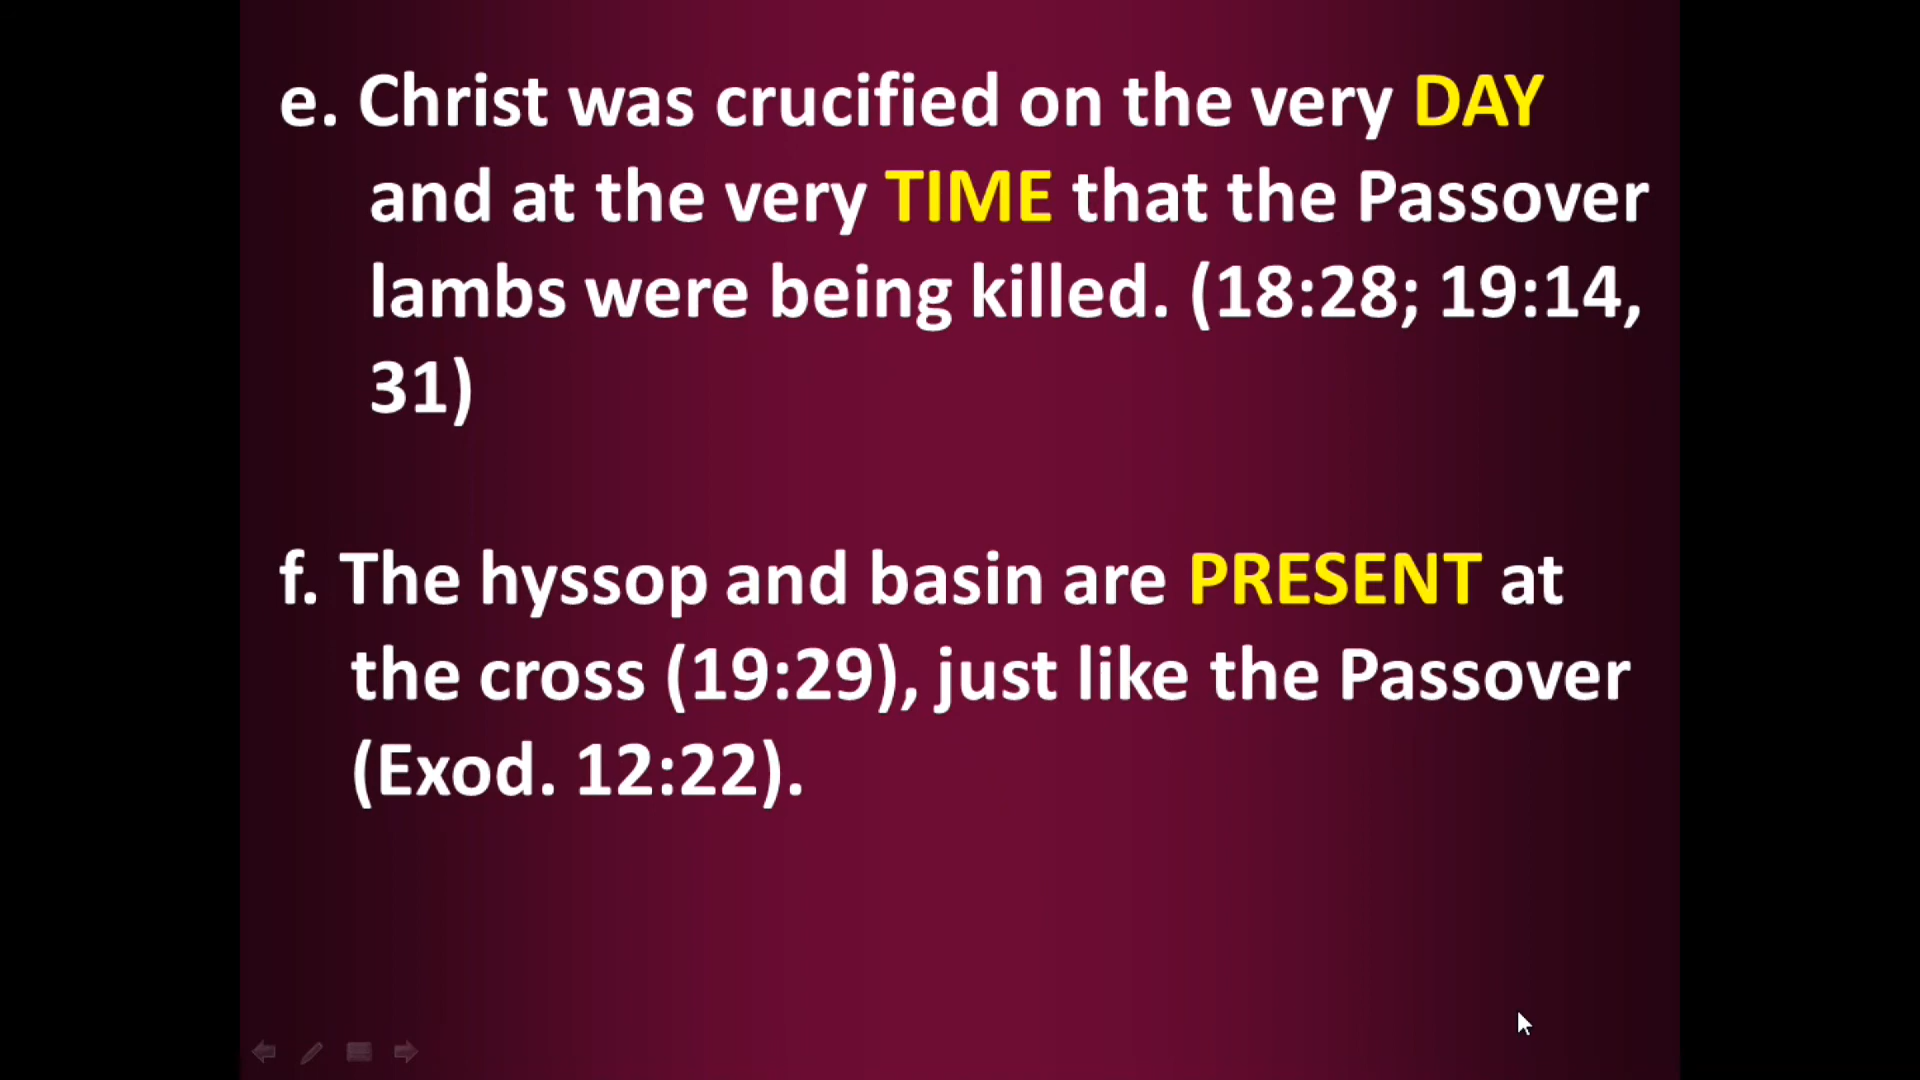 e. Christ was crucified on the very DAY
and at the very TIME that the Passover
lambs were being killed. (18:28; 19:14,
31)
f. The hyssop and basin are PRESENT at
the cross (19:29), just like the Passover
(Exod. 12:22).